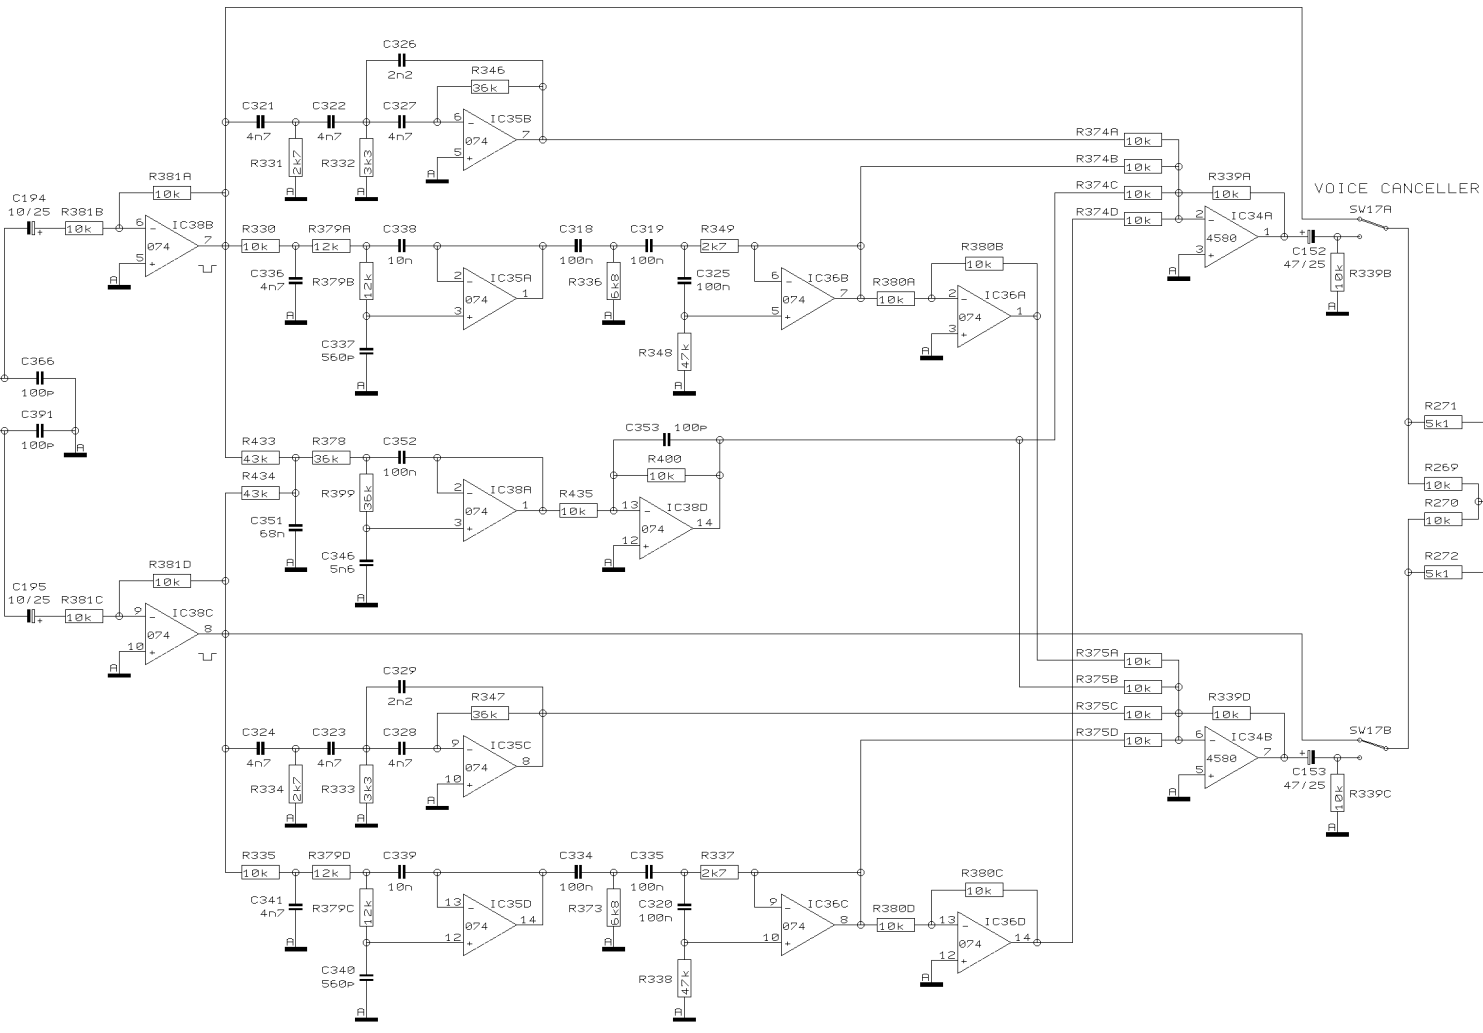 C326
2n2
R346
36k
C321
C322
C327
4n7
4n7
4n7
6
IC35B
074
7
5
R331
2k7
R332
3k3
A
A
A
R374A
10k
R374B
10k
R374C
10k
R374D
10k
R339A
10k
VOICE CANCELLER
SW17A
2
IC34A
4580
1
3
A
C152
47/25
+
10k
R339B
A
R381A
10k
C194
10/25
+
R381B
10k
6
IC38B
074
7
5
A
R330
10k
R379A
12k
C338
10n
C336
4n7
A
R379B
12k
2
IC35A
074
1
3
C337
560p
A
C318
100n
C319
100n
R349
2k7
R336
6k8
A
C325
100n
6
IC36B
074
7
5
R348
47k
A
R380B
10k
R380A
10k
2
IC36A
074
1
3
A
C366
100p
C391
100p
A
R433
43k
R378
36k
C352
100n
R434
43k
R399
36k
C351
68n
A
2
IC38A
074
1
3
C346
5n6
A
R435
10k
C353
100p
R400
10k
13
IC38D
074
14
12
A
R271
5k1
R269
10k
R270
10k
R272
5k1
R381D
10k
C195
10/25
+
R381C
10k
9
IC38C
074
8
10
A
C329
2n2
R347
36k
C324
C323
C328
4n7
4n7
4n7
9
IC35C
074
8
10
R334
2k7
R333
3k3
A
A
A
R375A
10k
R375B
10k
R375C
10k
R375D
10k
R339D
10k
SW17B
6
IC34B
4580
7
5
A
C153
47/25
+
10k
R339C
A
R335
10k
R379D
12k
C339
10n
C341
4n7
A
R379C
12k
13
IC35D
074
14
12
C340
560p
A
C334
100n
C335
100n
R337
2k7
R373
6k8
A
C320
100n
9
IC36C
074
8
10
R338
47k
A
R380C
10k
R380D
10k
13
IC36D
074
14
12
A